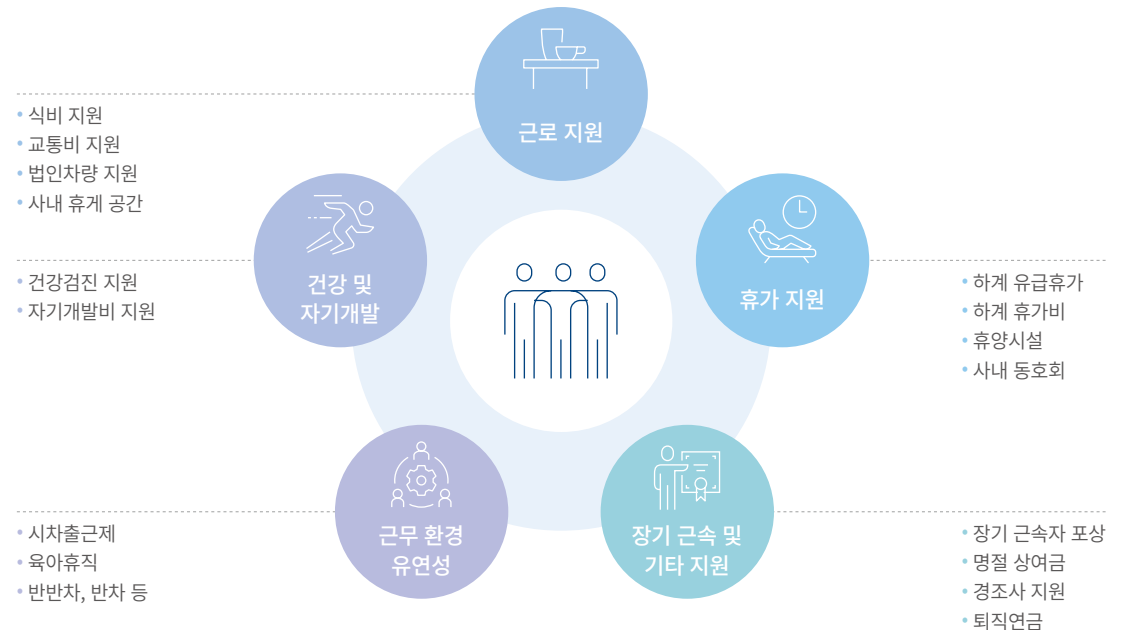 근로 지원
• 식비 지원
• 교통비 지원
• 법인차량 지원
• 사내 휴게 공간
건강 및
자기개발
• 건강검진 지원
• 자기개발비 지원
휴가 지원
• 하계 유급휴가
• 하계 휴가비
• 휴양시설
• 사내 동호회
근무 환경
유연성
• 시차출근제
• 육아휴직
• 반반차, 반차 등
장기 근속 및
기타 지원
• 장기 근속자 포상
• 명절 상여금
• 경조사 지원
• 퇴직연금